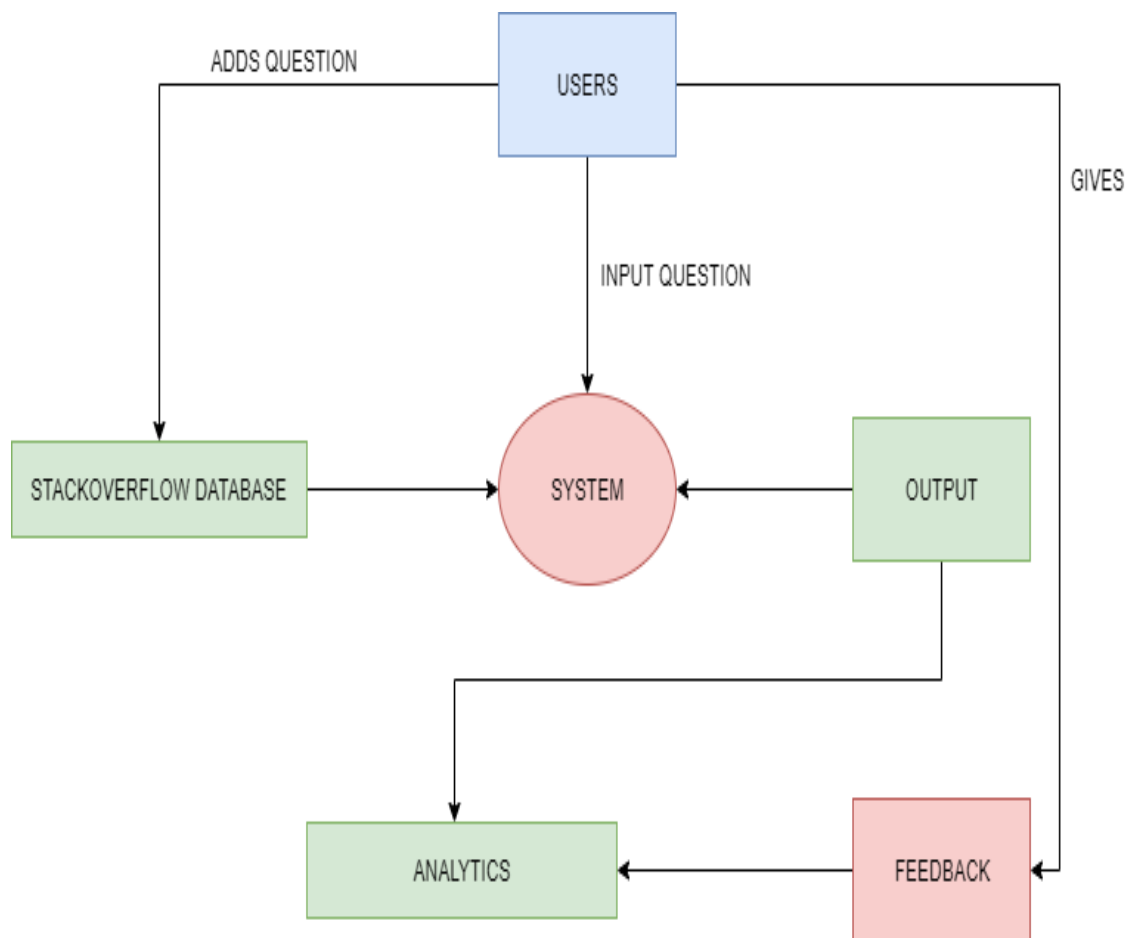 ADDS QUESTION
USERS
GIVES
INPUT QUESTION
STACKOVERFLOW DATABASE
SYSTEM
OUTPUT
ANALYTICS
FEEDBACK